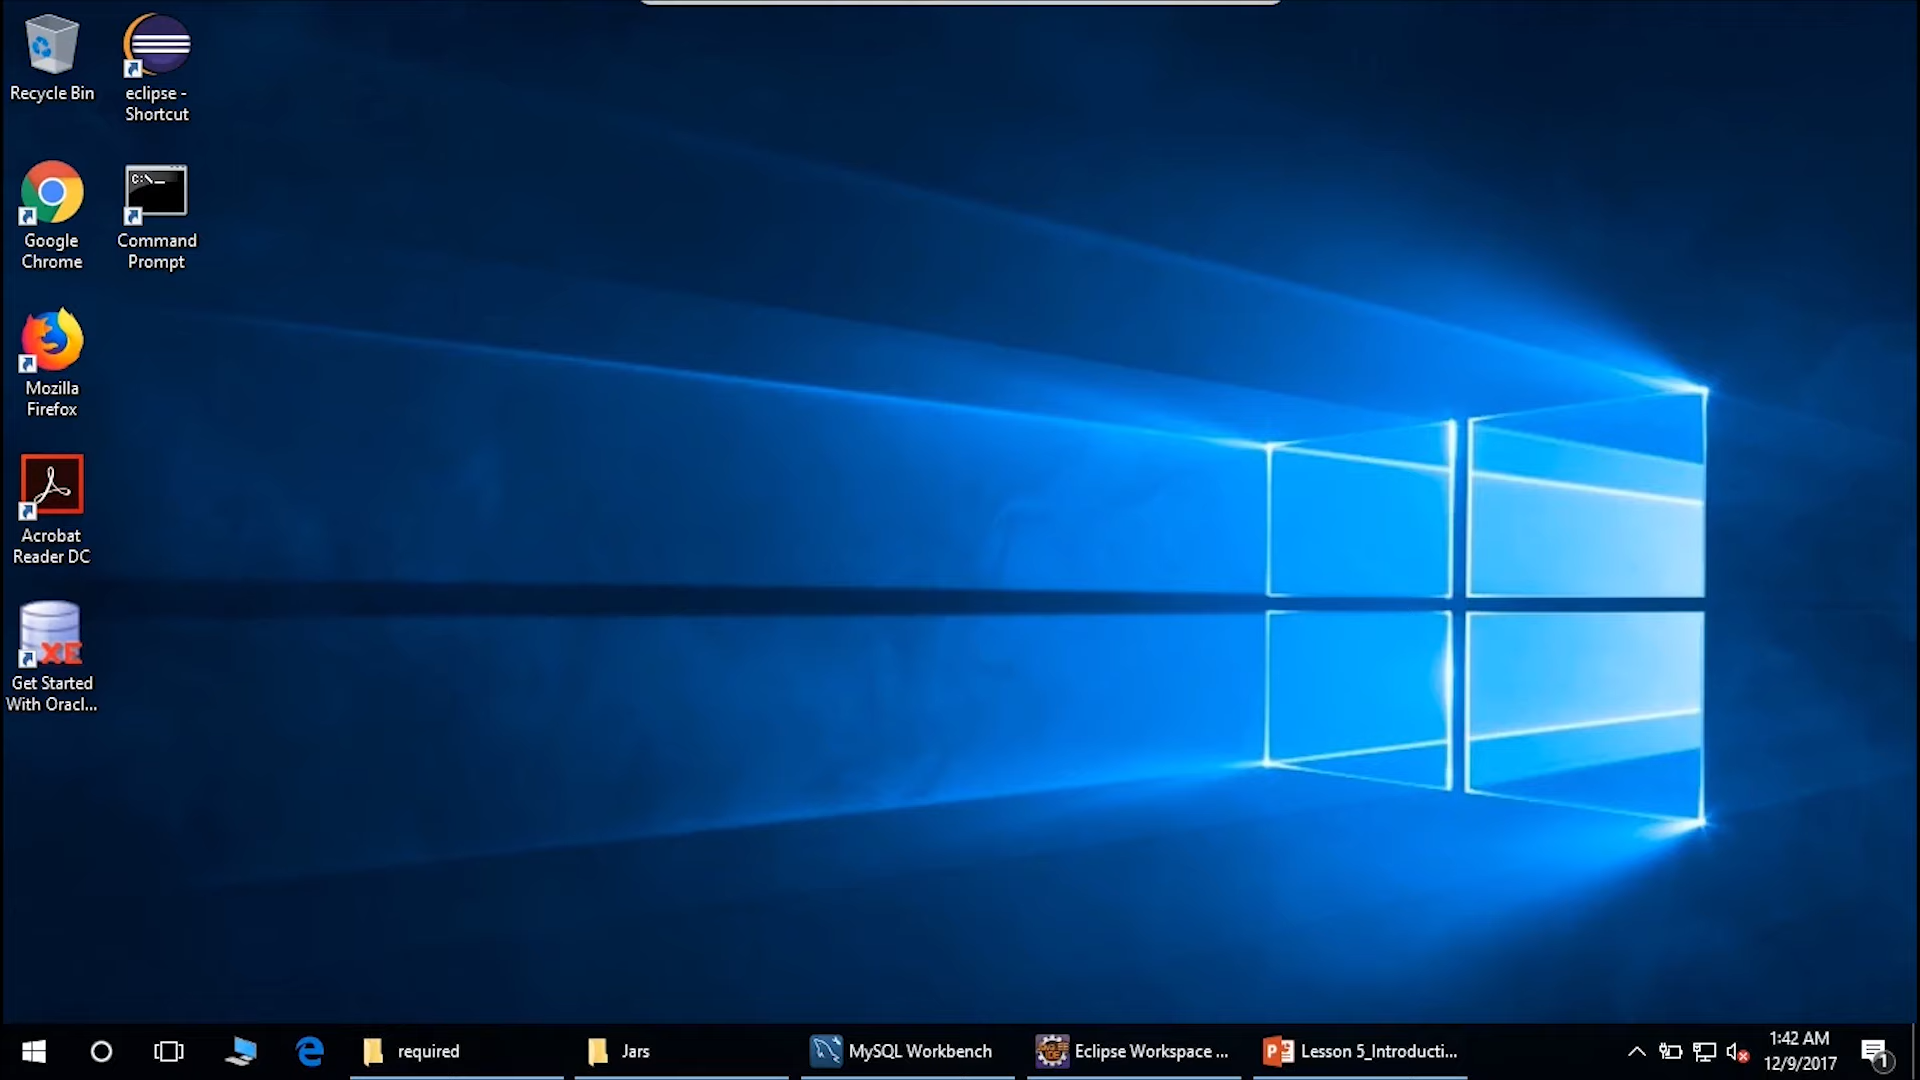 Recycle Bin
eclipse -
Shortcut
Google
Chrome
C:\_
Command
Prompt
Mozilla
Firefox
Acrobat
Reader DC
XE
Get Started
With Oracl...
required
Jars
MySQL Workbench
Eclipse Workspace ...
Lesson 5_Introducti...
1:42 AM
12/9/2017
1